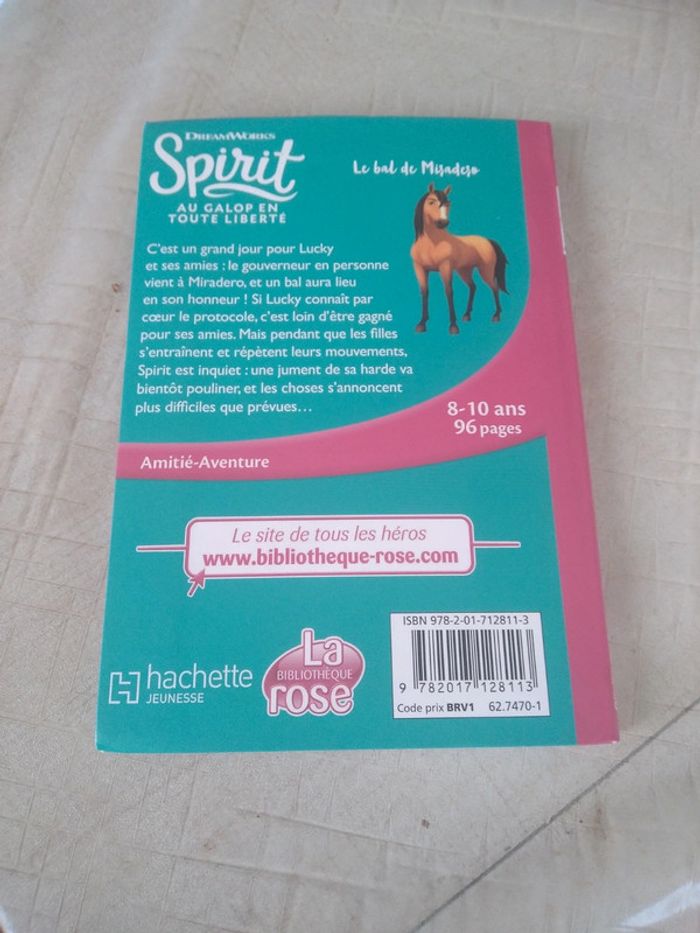 DREAMWORKS
Spirit
AU GALOP EN
TOUTE LIBERTÉ
Le bal de Miradero
C'est un grand jour pour Lucky
et ses amies : le gouverneur en personne
vient à Miradero, et un bal aura lieu
en son honneur ! Si Lucky connaît par
cœur le protocole, c'est loin d'être gagné
pour ses amies. Mais pendant que les filles
s'entraînent et répètent leurs mouvements,
Spirit est inquiet : une jument de sa harde va
bientôt pouliner, et les choses s'annoncent
plus difficiles que prévues...
8-10 ans
96 pages
Amitié-Aventure
Le site de tous les héros
www.bibliotheque-rose.com
hachette
JEUNESSE
La
BIBLIOTHÈQUE
rose
ISBN 978-2-01-712811-3
9 782017 128113
Code prix BRV1 62.7470-1